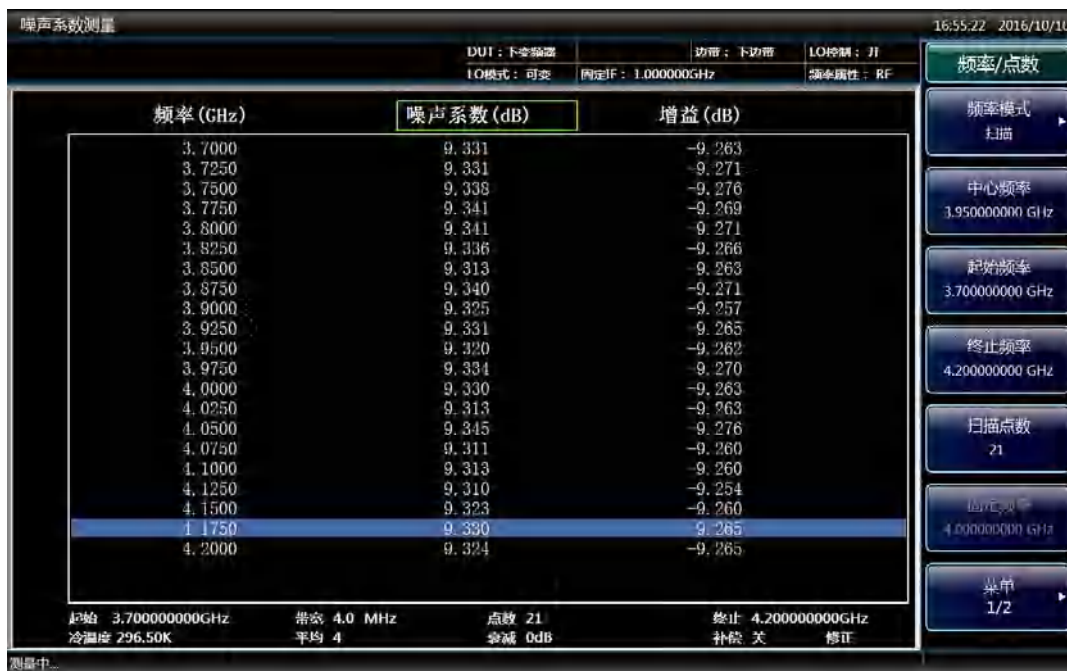 噪声系数测量 16:55:22 2016/10/10
DUT：下变频器 边带： 下边带 LO控制： 开
LO模式： 可变 固定IF： 1.000000GHz 频率属性： RF
频率/点数
频率(GHz) 噪声系数(dB) 增益(dB)
3.7000 9.331 -9.263
3.7250 9.331 -9.271
3.7500 9.338 -9.276
3.7750 9.341 -9.269
3.8000 9.341 -9.271
3.8250 9.336 -9.266
3.8500 9.313 -9.263
3.8750 9.340 -9.271
3.9000 9.325 -9.257
3.9250 9.331 -9.265
3.9500 9.320 -9.262
3.9750 9.334 -9.270
4.0000 9.330 -9.263
4.0250 9.313 -9.263
4.0500 9.345 -9.276
4.0750 9.311 -9.260
4.1000 9.313 -9.260
4.1250 9.310 -9.254
4.1500 9.323 -9.260
4.1750 9.330 -9.265
4.2000 9.324 -9.265
频率模式
扫描
中心频率
3.950000000 GHz
起始频率
3.700000000 GHz
终止频率
4.200000000 GHz
扫描点数
21
固定频率
4.000000000 GHz
菜单
1/2
起始 3.700000000GHz 带宽 4.0 MHz 点数 21 终止 4.200000000GHz
冷温度 296.50K 平均 4 衰减 0dB 补偿 关 修正
测量中...